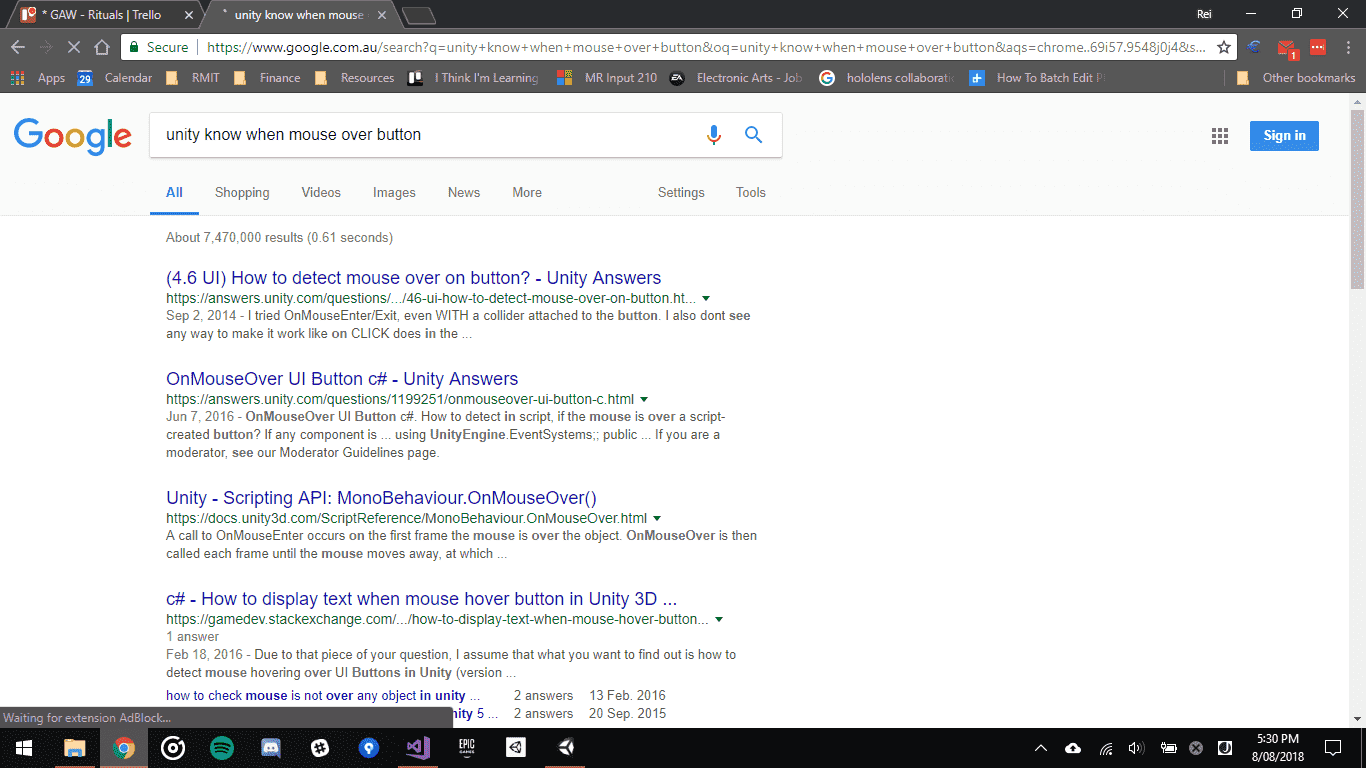 * GAW - Rituals | Trello
unity know when mouse
Rei
Secure
https://www.google.com.au/search?q=unity+know+when+mouse+over+button&oq=unity+know+when+mouse+over+button&aqs=chrome..69i57.9548j0j4&s...
1
Apps
29
Calendar
RMIT
Finance
Resources
I Think I'm Learning
MR Input 210
EA
Electronic Arts - Job
hololens collaborati
How To Batch Edit P
Other bookmarks
Google
unity know when mouse over button
Sign in
All
Shopping
Videos
Images
News
More
Settings
Tools
About 7,470,000 results (0.61 seconds)
(4.6 UI) How to detect mouse over on button? - Unity Answers
https://answers.unity.com/questions/.../46-ui-how-to-detect-mouse-over-on-button.ht...
Sep 2, 2014 - I tried OnMouseEnter/Exit, even WITH a collider attached to the button. I also dont see
any way to make it work like on CLICK does in the ...
OnMouseOver UI Button c# - Unity Answers
https://answers.unity.com/questions/1199251/onmouseover-ui-button-c.html
Jun 7, 2016 - OnMouseOver UI Button c#. How to detect in script, if the mouse is over a script-
created button? If any component is ... using UnityEngine.EventSystems;; public ... If you are a
moderator, see our Moderator Guidelines page.
Unity - Scripting API: MonoBehaviour.OnMouseOver()
https://docs.unity3d.com/ScriptReference/MonoBehaviour.OnMouseOver.html
A call to OnMouseEnter occurs on the first frame the mouse is over the object. OnMouseOver is then
called each frame until the mouse moves away, at which ...
c# - How to display text when mouse hover button in Unity 3D ...
https://gamedev.stackexchange.com/.../how-to-display-text-when-mouse-hover-button...
1 answer
Feb 18, 2016 - Due to that piece of your question, I assume that what you want to find out is how to
detect mouse hovering over UI Buttons in Unity (version ...
how to check mouse is not over any object in unity ... 2 answers 13 Feb. 2016
nity 5 ... 2 answers 20 Sep. 2015
Waiting for extension AdBlock...
EPIC
GAMES
5:30 PM
8/08/2018